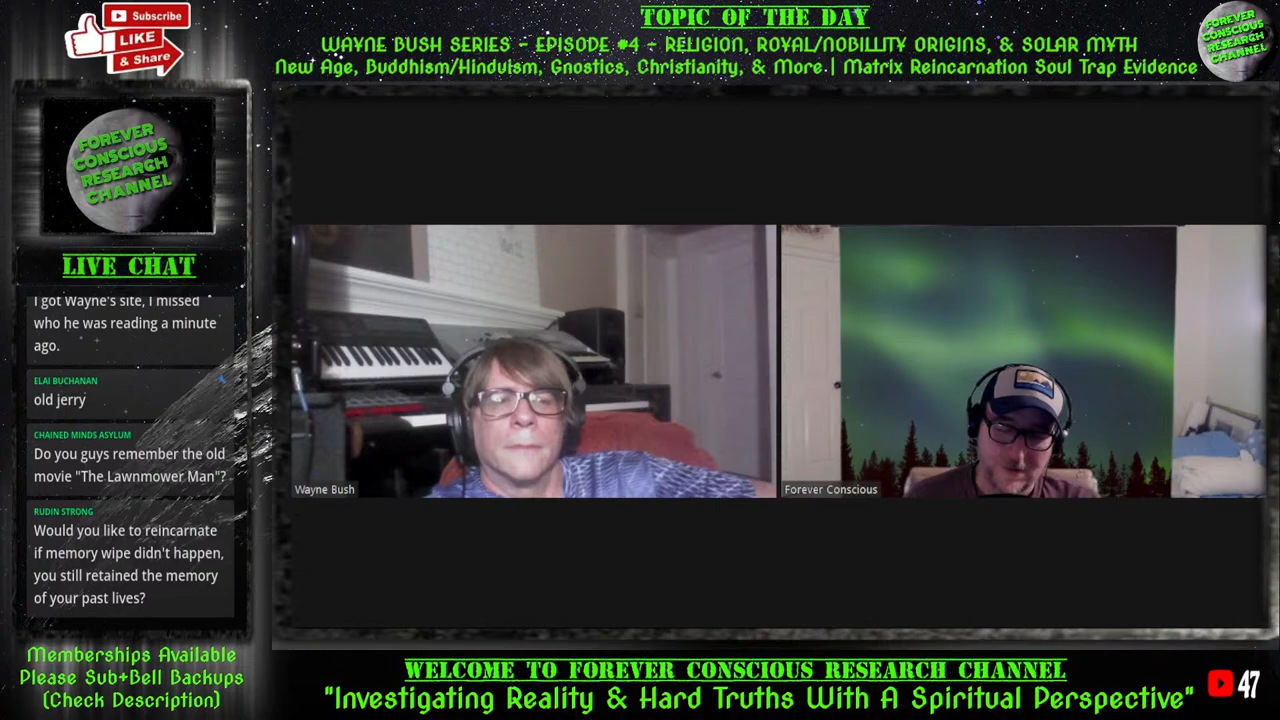 Subscribe
LIKE
& Share
TOPIC OF THE DAY
WAYNE BUSH SERIES - EPISODE #4 - RELIGION, ROYAL/NOBILLITY ORIGINS, & SOLAR MYTH
New Age, Buddhism/Hinduism, Gnostics, Christianity, & More | Matrix Reincarnation Soul Trap Evidence
FOREVER
CONSCIOUS
RESEARCH
CHANNEL
FOREVER
CONSCIOUS
RESEARCH
CHANNEL
LIVE CHAT
I got Wayne's site, I missed
who he was reading a minute
ago.
ELAI BUCHANAN
old jerry
CHAINED MINDS ASYLUM
Do you guys remember the old
movie "The Lawnmower Man"?
RUDIN STRONG
Would you like to reincarnate
if memory wipe didn't happen,
you still retained the memory
of your past lives?
Wayne Bush
Forever Conscious
Memberships Available
Please Sub+Bell Backups
(Check Description)
WELCOME TO FOREVER CONSCIOUS RESEARCH CHANNEL
"Investigating Reality & Hard Truths With A Spiritual Perspective"
47